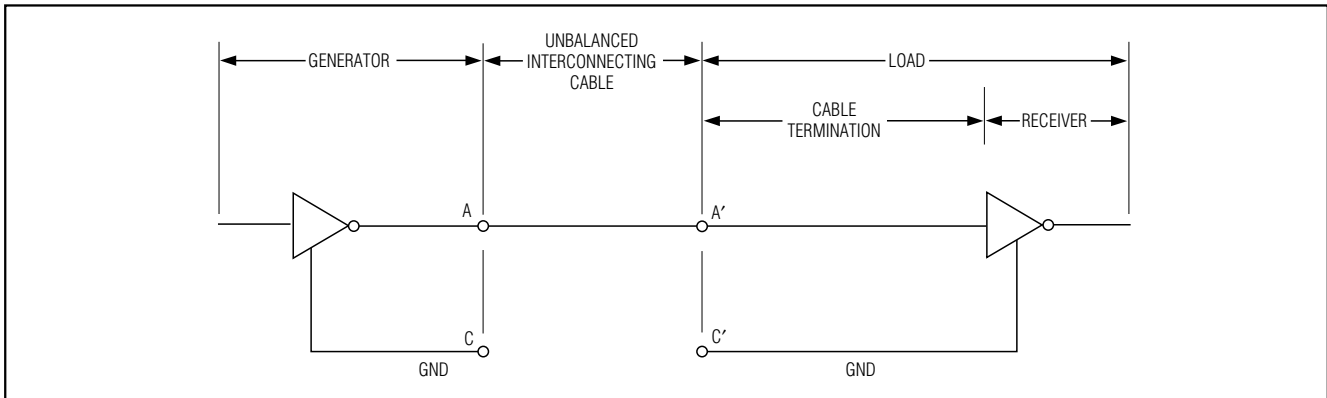 UNBALANCED
INTERCONNECTING
CABLE
GENERATOR
LOAD
CABLE
TERMINATION
RECEIVER
A
A′
C
C′
GND
GND